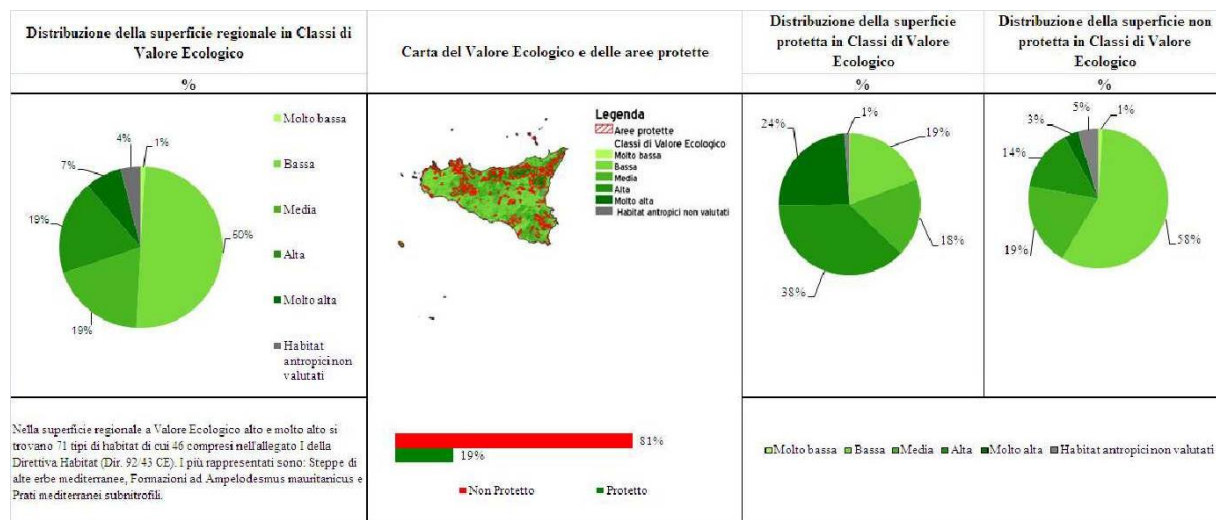 Distribuzione della superficie regionale in Classi di
Valore Ecologico
%
Molto bassa
Bassa
Media
Alta
Molto alta
Habitat
antropici non
valutati
1%
60%
19%
19%
7%
4%
Nella superficie regionale a Valore Ecologico alto e molto alto si
trovano 71 tipi di habitat di cui 46 compresi nell'allegato I della
Direttiva Habitat (Dir. 92/43 CE). I più rappresentati sono: Steppe di
alte erbe mediterranee, Formazioni ad Ampelodesmus mauritanicus e
Prati mediterranei subnitrofili.
Carta del Valore Ecologico e delle aree protette
Legenda
Aree protette
Classi di Valore Ecologico
Molto bassa
Bassa
Media
Alta
Molto alta
Habitat antropici non valutati
81%
19%
Non Protetto
Protetto
Distribuzione della superficie
protetta in Classi di Valore
Ecologico
%
1%
19%
18%
38%
24%
Distribuzione della superficie non
protetta in Classi di Valore
Ecologico
%
1%
58%
19%
14%
3%
5%
Molto bassa Bassa Media Alta Molto alta Habitat antropici non valutati